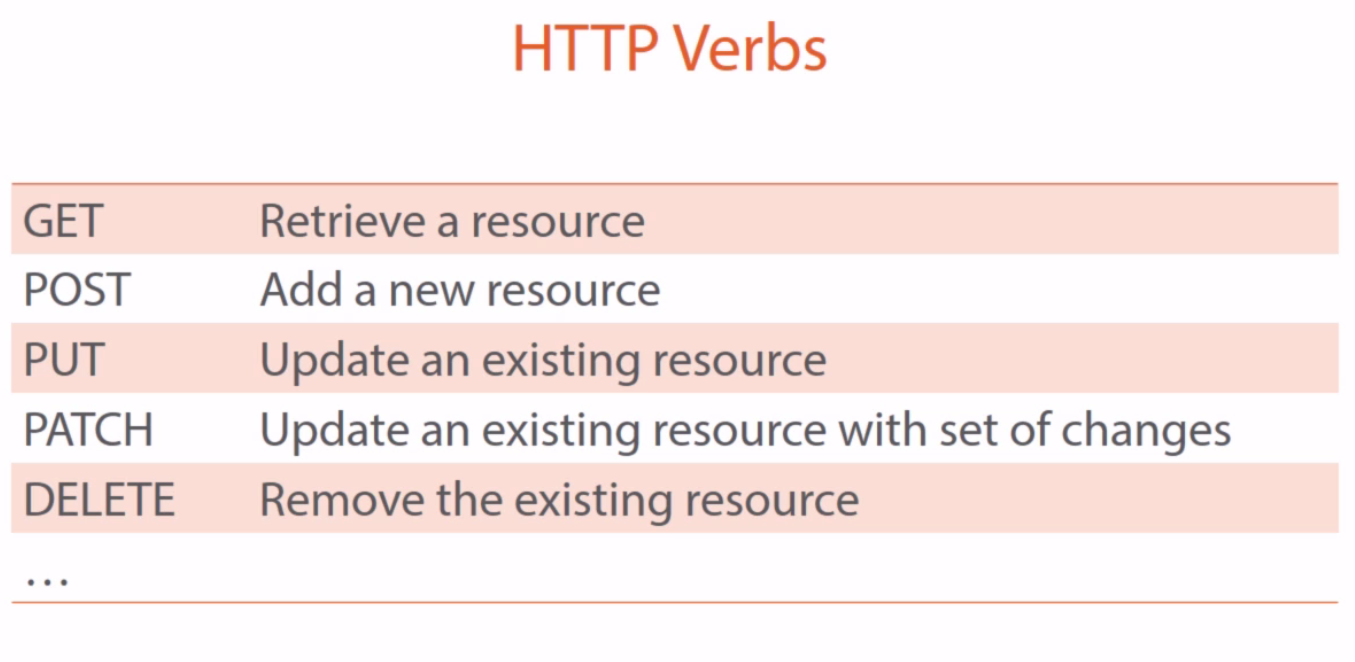 HTTP Verbs
GET Retrieve a resource
POST Add a new resource
PUT Update an existing resource
PATCH Update an existing resource with set of changes
DELETE Remove the existing resource
...